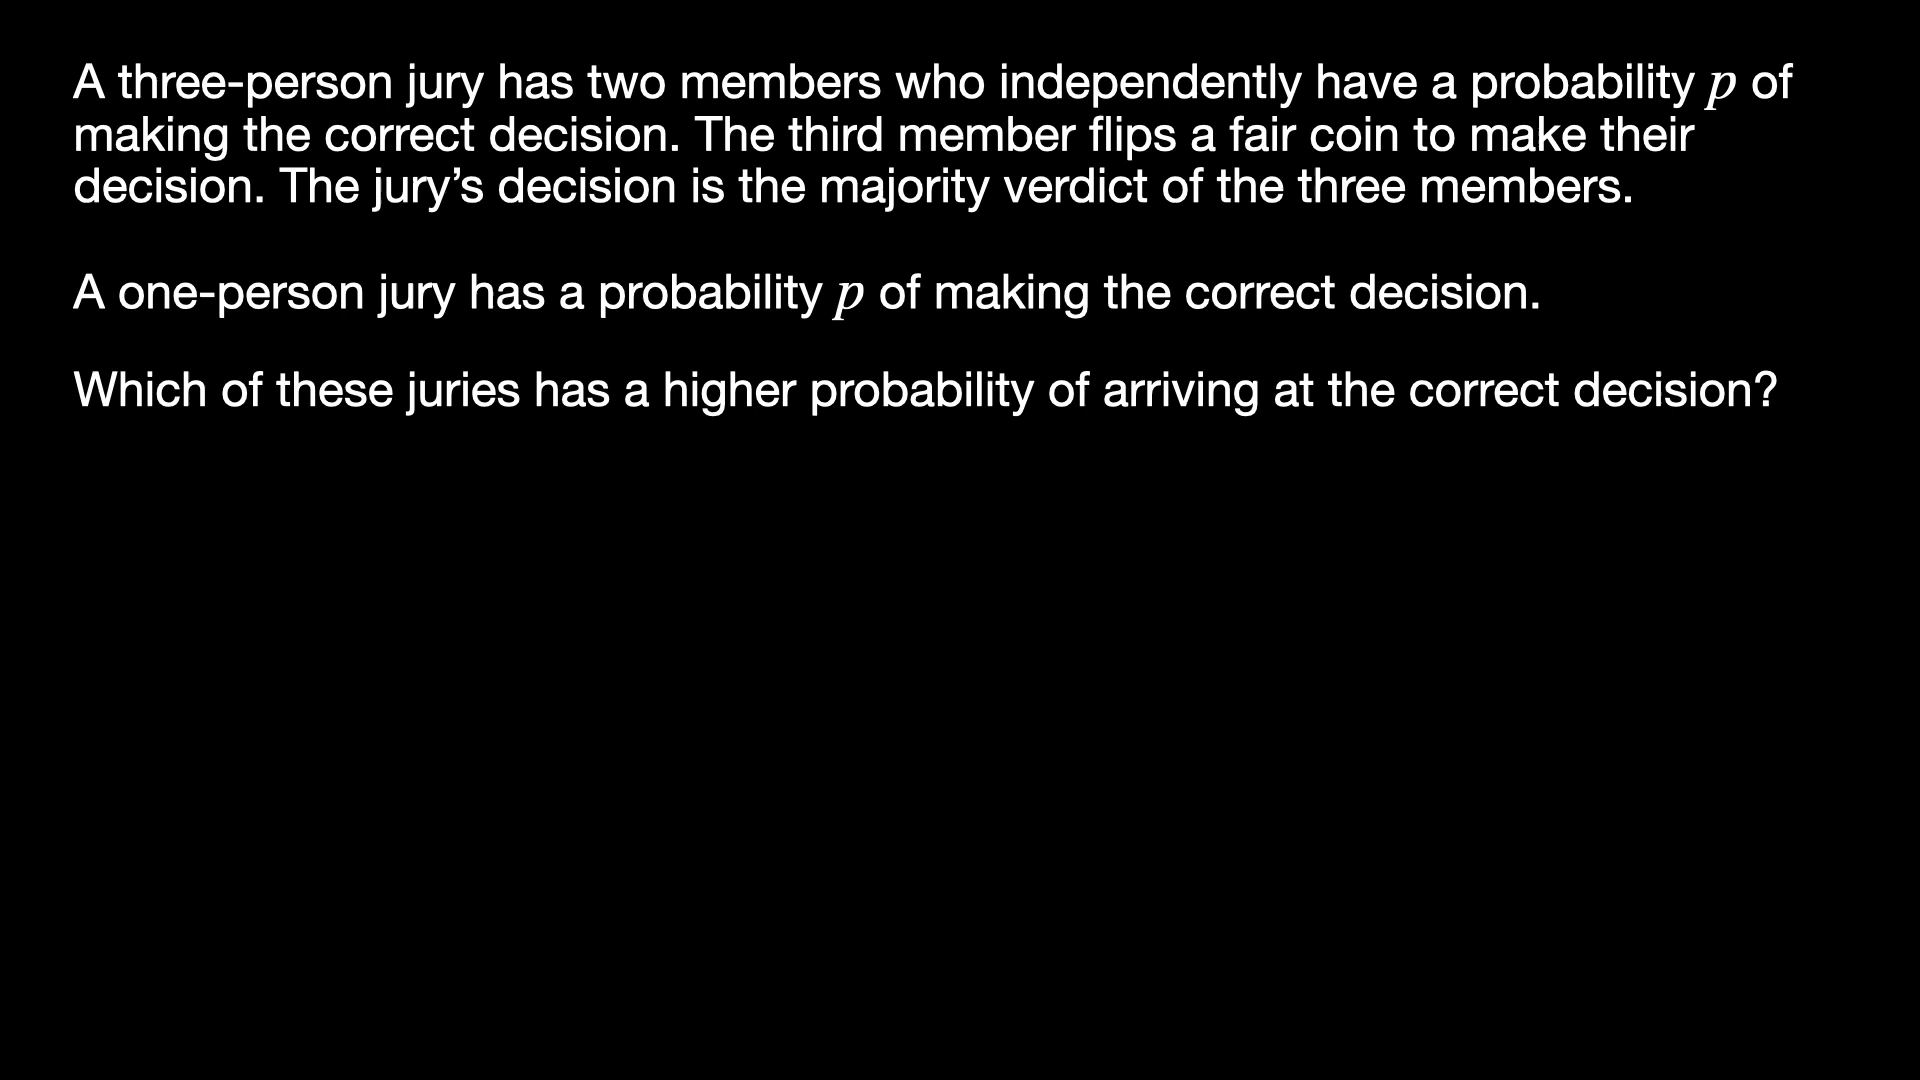 A three-person jury has two members who independently have a probability p of
making the correct decision. The third member flips a fair coin to make their
decision. The jury’s decision is the majority verdict of the three members.
A one-person jury has a probability p of making the correct decision.
Which of these juries has a higher probability of arriving at the correct decision?